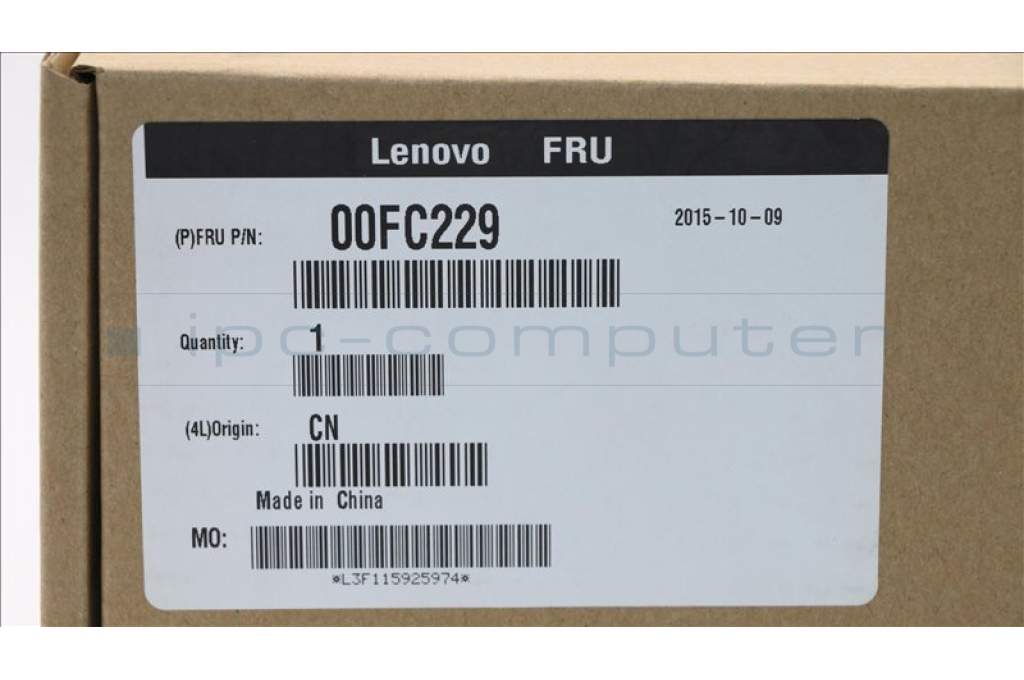 Lenovo FRU
(P)FRU P/N: 00FC229 2015-10-09
Quantity: 1
ipc-computer
(4L)Origin: CN
Made in China
MO:
*L3F115925974*